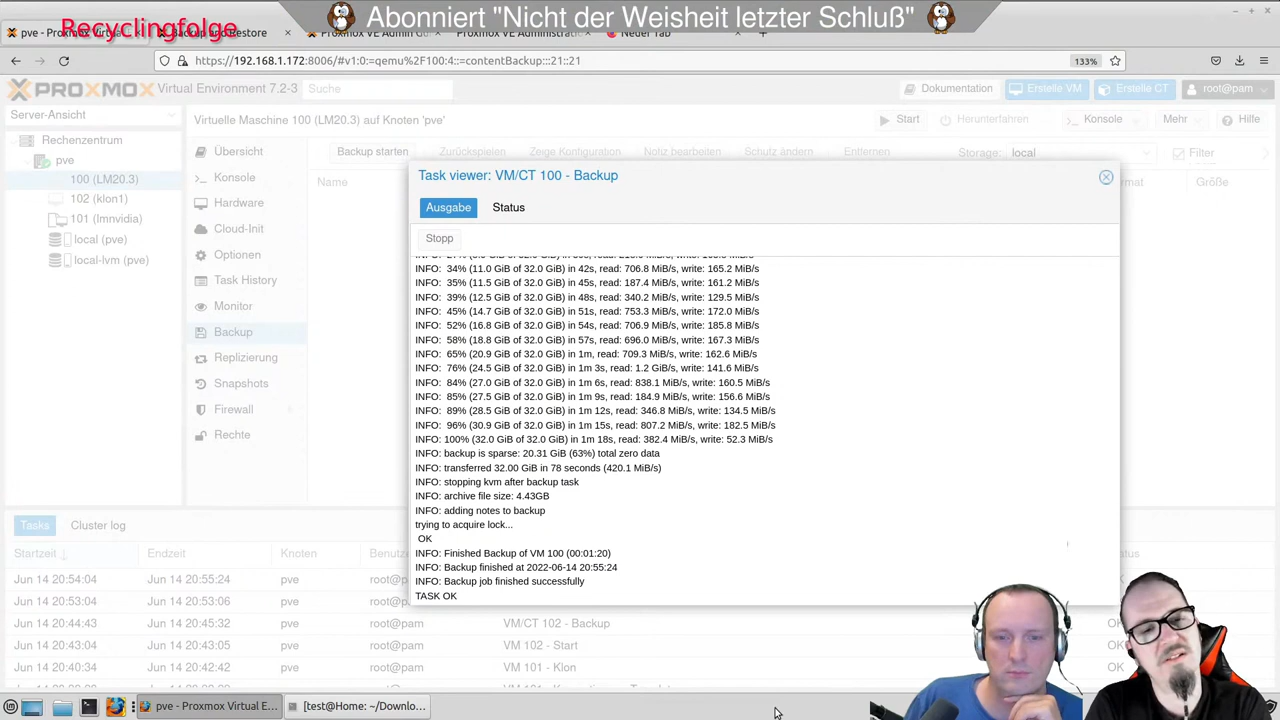 Abonniert "Nicht der Weisheit letzter Schluß"
Recyclingfolge
pve - Proxmox Virtual
Backup and Restore
Proxmox VE Admin
Proxmox VE Administrati
Neuer Tab
https://192.168.1.172:8006/#v1:0:=qemu%2F100:4::=contentBackup:::21::21
133%
PROXMOX Virtual Environment 7.2-3
Suche
Dokumentation
Erstelle VM
Erstelle CT
root@pam
Server-Ansicht
Virtuelle Maschine 100 (LM20.3) auf Knoten 'pve'
Start
Herunterfahren
Konsole
Mehr
Hilfe
Rechenzentrum
pve
100 (LM20.3)
102 (klon1)
101 (lmnvidia)
local (pve)
local-lvm (pve)
Übersicht
Konsole
Hardware
Cloud-Init
Optionen
Task History
Monitor
Backup
Replizierung
Snapshots
Firewall
Rechte
Backup starten
Zurückspielen
Zeige Konfiguration
Notiz bearbeiten
Schutz ändern
Entfernen
Storage:
local
Filter
Name
ormat
Größe
Task viewer: VM/CT 100 - Backup
Ausgabe
Status
Stopp
INFO: 34% (11.0 GiB of 32.0 GiB) in 42s, read: 706.8 MiB/s, write: 165.2 MiB/s
INFO: 35% (11.5 GiB of 32.0 GiB) in 45s, read: 187.4 MiB/s, write: 161.2 MiB/s
INFO: 39% (12.5 GiB of 32.0 GiB) in 48s, read: 340.2 MiB/s, write: 129.5 MiB/s
INFO: 45% (14.7 GiB of 32.0 GiB) in 51s, read: 753.3 MiB/s, write: 172.0 MiB/s
INFO: 52% (16.8 GiB of 32.0 GiB) in 54s, read: 706.9 MiB/s, write: 185.8 MiB/s
INFO: 58% (18.8 GiB of 32.0 GiB) in 57s, read: 696.0 MiB/s, write: 167.3 MiB/s
INFO: 65% (20.9 GiB of 32.0 GiB) in 1m, read: 709.3 MiB/s, write: 162.6 MiB/s
INFO: 76% (24.5 GiB of 32.0 GiB) in 1m 3s, read: 1.2 GiB/s, write: 141.6 MiB/s
INFO: 84% (27.0 GiB of 32.0 GiB) in 1m 6s, read: 838.1 MiB/s, write: 160.5 MiB/s
INFO: 85% (27.5 GiB of 32.0 GiB) in 1m 9s, read: 184.9 MiB/s, write: 156.6 MiB/s
INFO: 89% (28.5 GiB of 32.0 GiB) in 1m 12s, read: 346.8 MiB/s, write: 134.5 MiB/s
INFO: 96% (30.9 GiB of 32.0 GiB) in 1m 15s, read: 807.2 MiB/s, write: 182.5 MiB/s
INFO: 100% (32.0 GiB of 32.0 GiB) in 1m 18s, read: 382.4 MiB/s, write: 52.3 MiB/s
INFO: backup is sparse: 20.31 GiB (63%) total zero data
INFO: transferred 32.00 GiB in 78 seconds (420.1 MiB/s)
INFO: stopping kvm after backup task
INFO: archive file size: 4.43GB
INFO: adding notes to backup
trying to acquire lock...
OK
INFO: Finished Backup of VM 100 (00:01:20)
INFO: Backup finished at 2022-06-14 20:55:24
INFO: Backup job finished successfully
TASK OK
Tasks
Cluster log
Startzeit
Endzeit
Knoten
Benutze
tatus
Jun 14 20:54:04
Jun 14 20:55:24
pve
root@pa
OK
Jun 14 20:53:04
Jun 14 20:53:06
pve
root@pa
Jun 14 20:44:43
Jun 14 20:45:32
pve
root@pam
VM/CT 102 - Backup
OK
Jun 14 20:43:04
Jun 14 20:43:05
pve
root@pam
VM 102 - Start
OK
Jun 14 20:40:34
Jun 14 20:42:42
pve
root@pam
VM 101 - Klon
OK
pve - Proxmox Virtual E...
[test@Home: ~/Downlo...